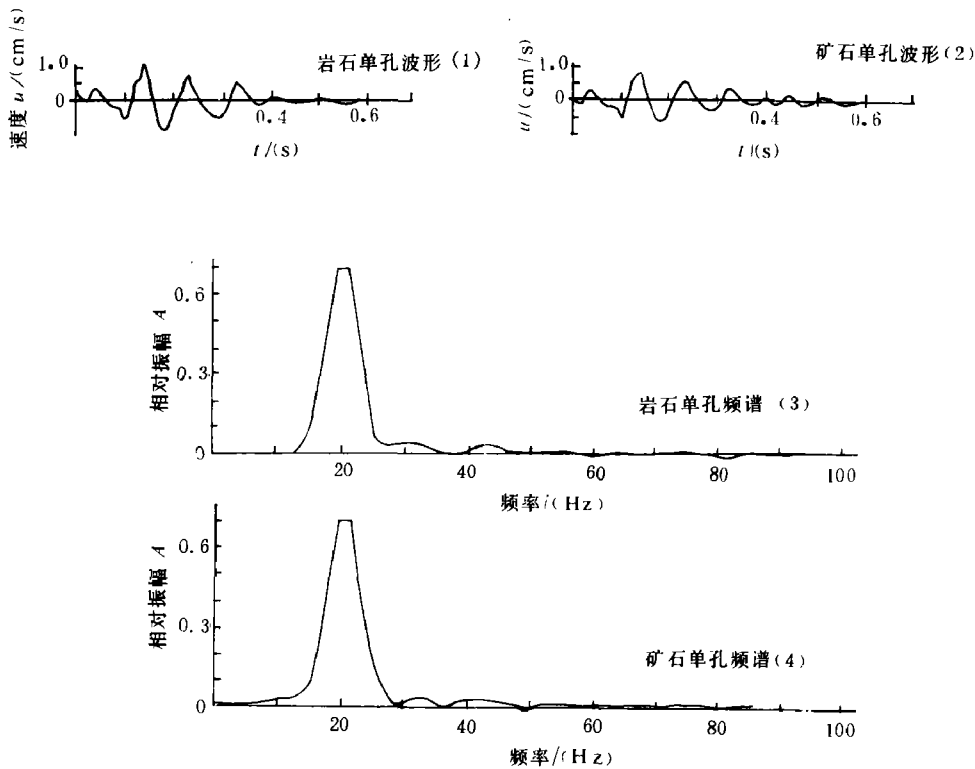 速度 u/(cm/s)
1.0
0
岩石单孔波形 (1)
0.4
0.6
t/(s)
u/(cm/s)
1.0
0
矿石单孔波形 (2)
0.4
0.6
t/(s)
相对振幅 A
0.6
0.3
0
岩石单孔频谱 (3)
20
40
60
80
100
频率/(Hz)
相对振幅 A
0.6
0.3
0
矿石单孔频谱 (4)
20
40
60
80
100
频率/(Hz)